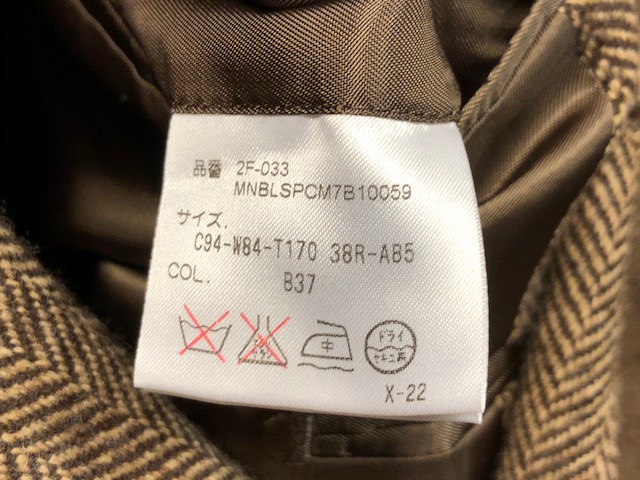 品番 2F-033
MNBLSPCM7B10059
サイズ.
C94-W84-T170 38R-AB5
COL. B37
中
ドライ
セキユ系
X-22